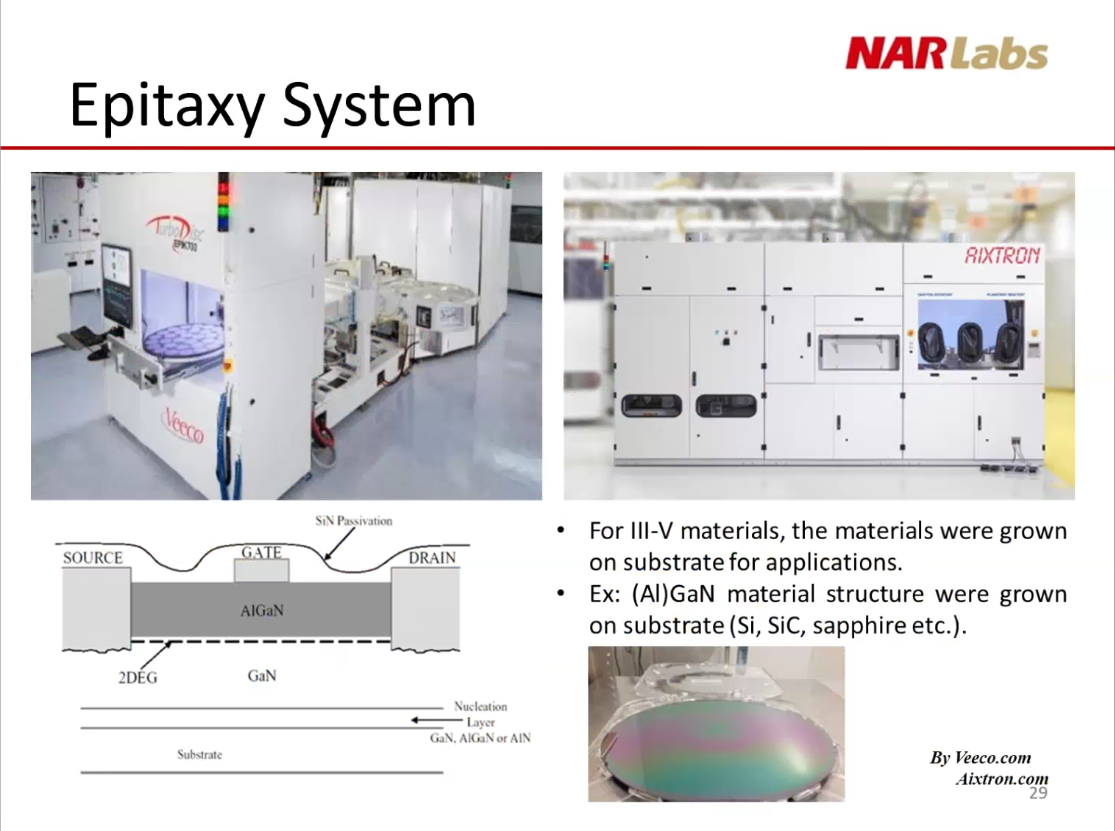 NARLabs
Epitaxy System
TurboDisc
EPIK700
Veeco
AIXTRON
SiN Passivation
SOURCE
GATE
DRAIN
AlGaN
2DEG
GaN
Nucleation
Layer
GaN, AlGaN or AlN
Substrate
• For III-V materials, the materials were grown
on substrate for applications.
• Ex: (Al)GaN material structure were grown
on substrate (Si, SiC, sapphire etc.).
By Veeco.com
Aixtron.com
29